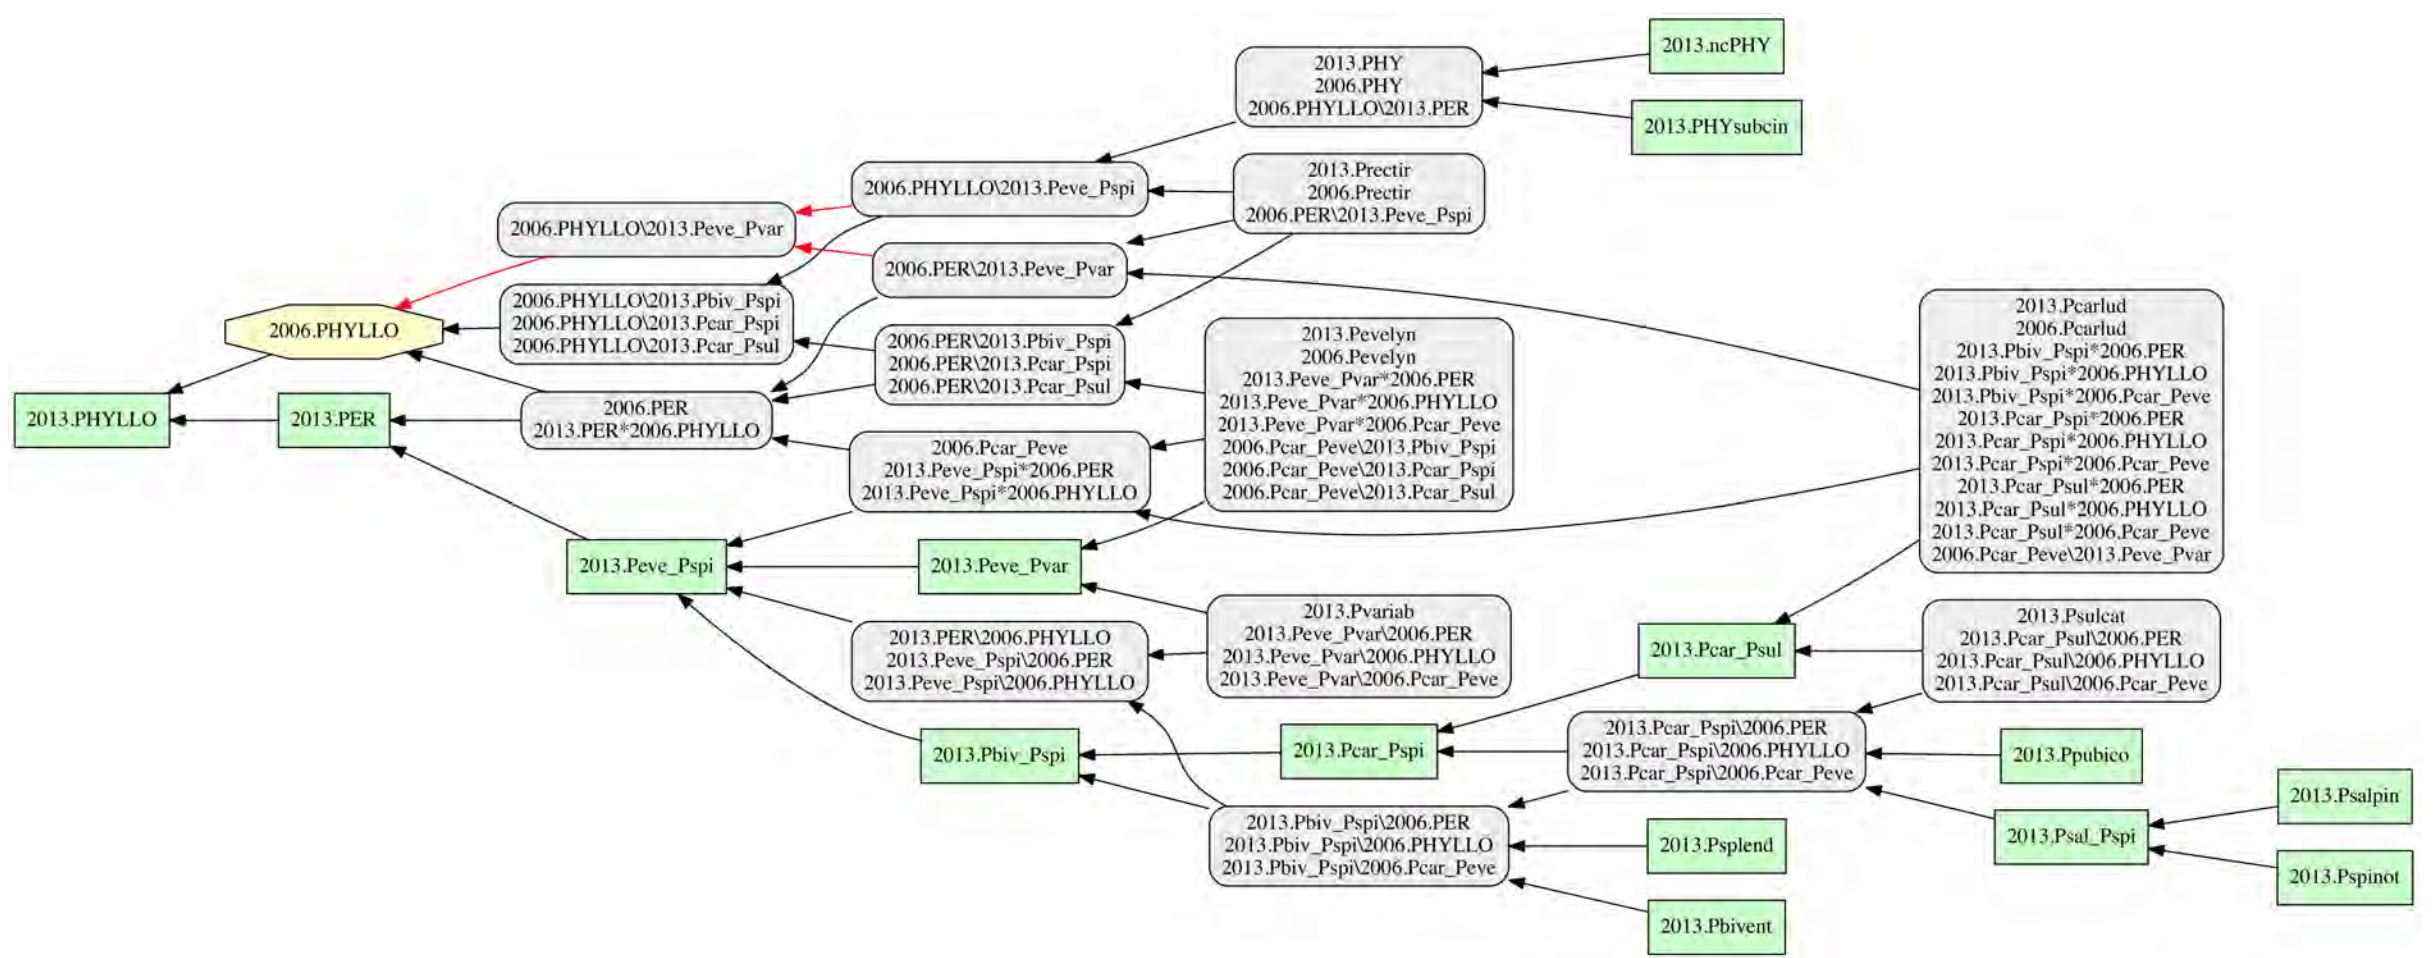 2013.PHYLLO
2006.PHYLLO
2013.PER
2006.PHYLLO\2013.Peve_Pvar
2006.PHYLLO\2013.Pbiv_Pspi
2006.PHYLLO\2013.Pcar_Pspi
2006.PHYLLO\2013.Pcar_Psul
2006.PER
2013.PER*2006.PHYLLO
2013.Peve_Pspi
2006.PHYLLO\2013.Peve_Pspi
2006.PER\2013.Peve_Pvar
2006.PER\2013.Pbiv_Pspi
2006.PER\2013.Pcar_Pspi
2006.PER\2013.Pcar_Psul
2006.Pcar_Peve
2013.Peve_Pspi*2006.PER
2013.Peve_Pspi*2006.PHYLLO
2013.Peve_Pvar
2013.PER\2006.PHYLLO
2013.Peve_Pspi\2006.PER
2013.Peve_Pspi\2006.PHYLLO
2013.Pbiv_Pspi
2013.PHY
2006.PHY
2006.PHYLLO\2013.PER
2013.Prectir
2006.Prectir
2006.PER\2013.Peve_Pspi
2013.Pevelyn
2006.Pevelyn
2013.Peve_Pvar*2006.PER
2013.Peve_Pvar*2006.PHYLLO
2013.Peve_Pvar*2006.Pcar_Peve
2006.Pcar_Peve\2013.Pbiv_Pspi
2006.Pcar_Peve\2013.Pcar_Pspi
2006.Pcar_Peve\2013.Pcar_Psul
2013.Pvariab
2013.Peve_Pvar\2006.PER
2013.Peve_Pvar\2006.PHYLLO
2013.Peve_Pvar\2006.Pcar_Peve
2013.Pcar_Pspi
2013.Pbiv_Pspi\2006.PER
2013.Pbiv_Pspi\2006.PHYLLO
2013.Pbiv_Pspi\2006.Pcar_Peve
2013.ncPHY
2013.PHYsubcin
2013.Pcar_Psul
2013.Pcar_Pspi\2006.PER
2013.Pcar_Pspi\2006.PHYLLO
2013.Pcar_Pspi\2006.Pcar_Peve
2013.Psplend
2013.Pbivent
2013.Pcarlud
2006.Pcarlud
2013.Pbiv_Pspi*2006.PER
2013.Pbiv_Pspi*2006.PHYLLO
2013.Pbiv_Pspi*2006.Pcar_Peve
2013.Pcar_Pspi*2006.PER
2013.Pcar_Pspi*2006.PHYLLO
2013.Pcar_Pspi*2006.Pcar_Peve
2013.Pcar_Psul*2006.PER
2013.Pcar_Psul*2006.PHYLLO
2013.Pcar_Psul*2006.Pcar_Peve
2006.Pcar_Peve\2013.Peve_Pvar
2013.Psulcat
2013.Pcar_Psul\2006.PER
2013.Pcar_Psul\2006.PHYLLO
2013.Pcar_Psul\2006.Pcar_Peve
2013.Ppubico
2013.Psal_Pspi
2013.Psalpin
2013.Pspinot